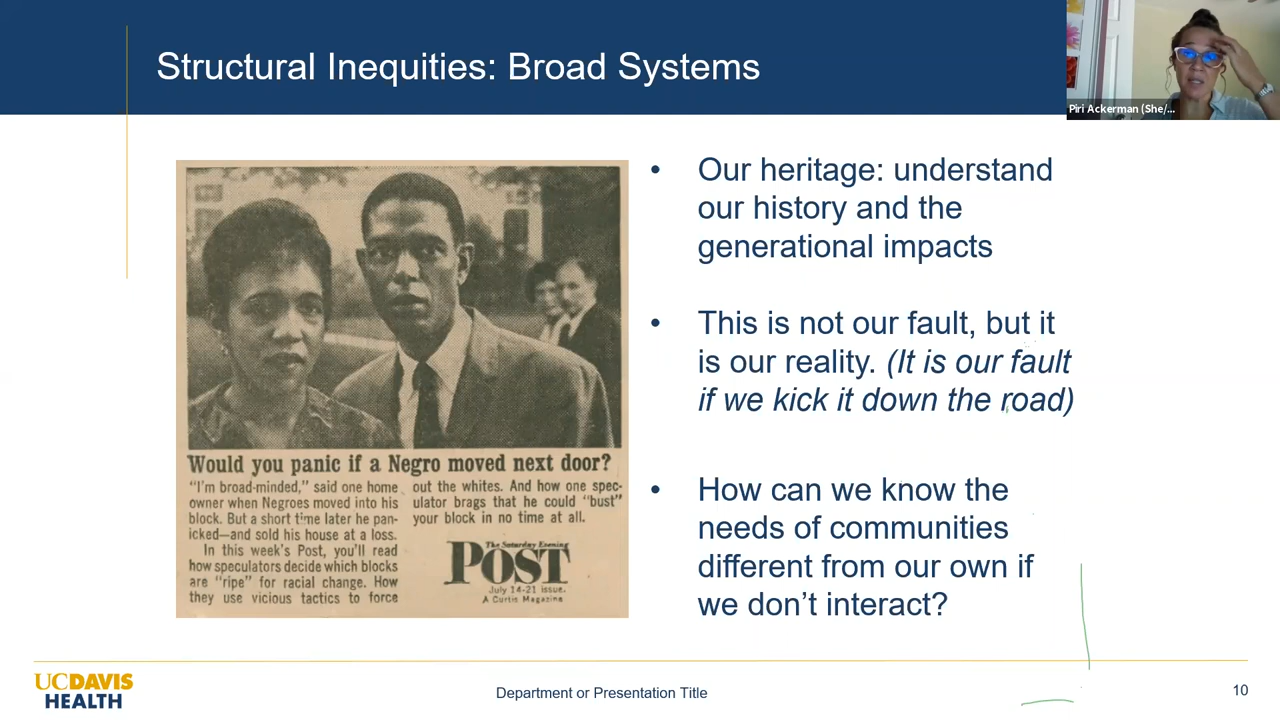 Structural Inequities: Broad Systems
Piri Ackerman (She/...
Would you panic if a Negro moved next door?
"I'm broad-minded," said one home
owner when Negroes moved into his
block. But a short time later he pan-
icked—and sold his house at a loss.
In this week's Post, you'll read
how speculators decide which blocks
are "ripe" for racial change. How
they use vicious tactics to force
out the whites. And how one spec-
ulator brags that he could "bust"
your block in no time at all.
The Saturday Evening
POST
July 14-21 issue.
A Curtis Magazine
• Our heritage: understand
our history and the
generational impacts
• This is not our fault, but it
is our reality. (It is our fault
if we kick it down the road)
• How can we know the
needs of communities
different from our own if
we don't interact?
UCDAVIS
HEALTH
Department or Presentation Title
10